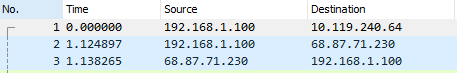 No. Time Source Destination
1 0.000000 192.168.1.100 10.119.240.64
2 1.124897 192.168.1.100 68.87.71.230
3 1.138265 68.87.71.230 192.168.1.100